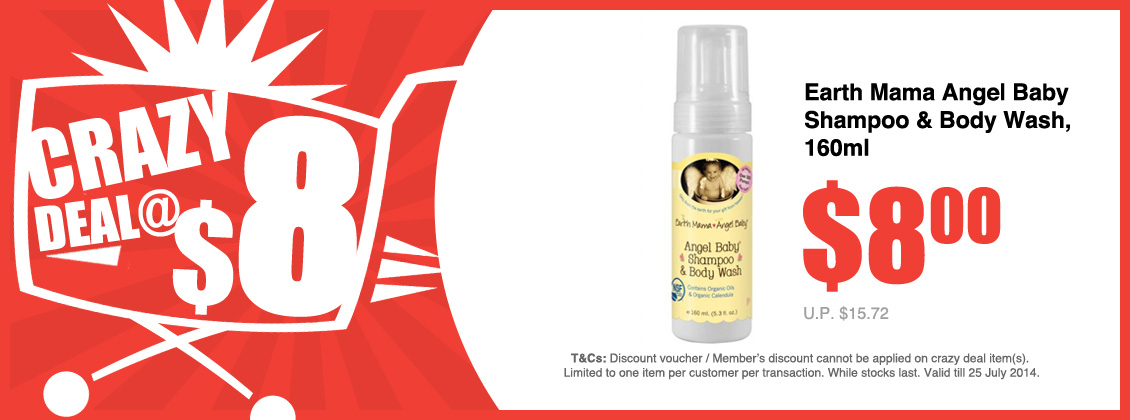 CRAZY
DEAL@
$8
Earth Mama Angel Baby
Shampoo & Body Wash,
160ml
$8⁰⁰
U.P. $15.72
Earth Mama Angel Baby®
Angel Baby®
Shampoo
& Body Wash
NSF
Contains Organic Oils
& Organic Calendula
e 160 ml. (5.3 fl. oz.)
T&Cs: Discount voucher / Member's discount cannot be applied on crazy deal item(s).
Limited to one item per customer per transaction. While stocks last. Valid till 25 July 2014.